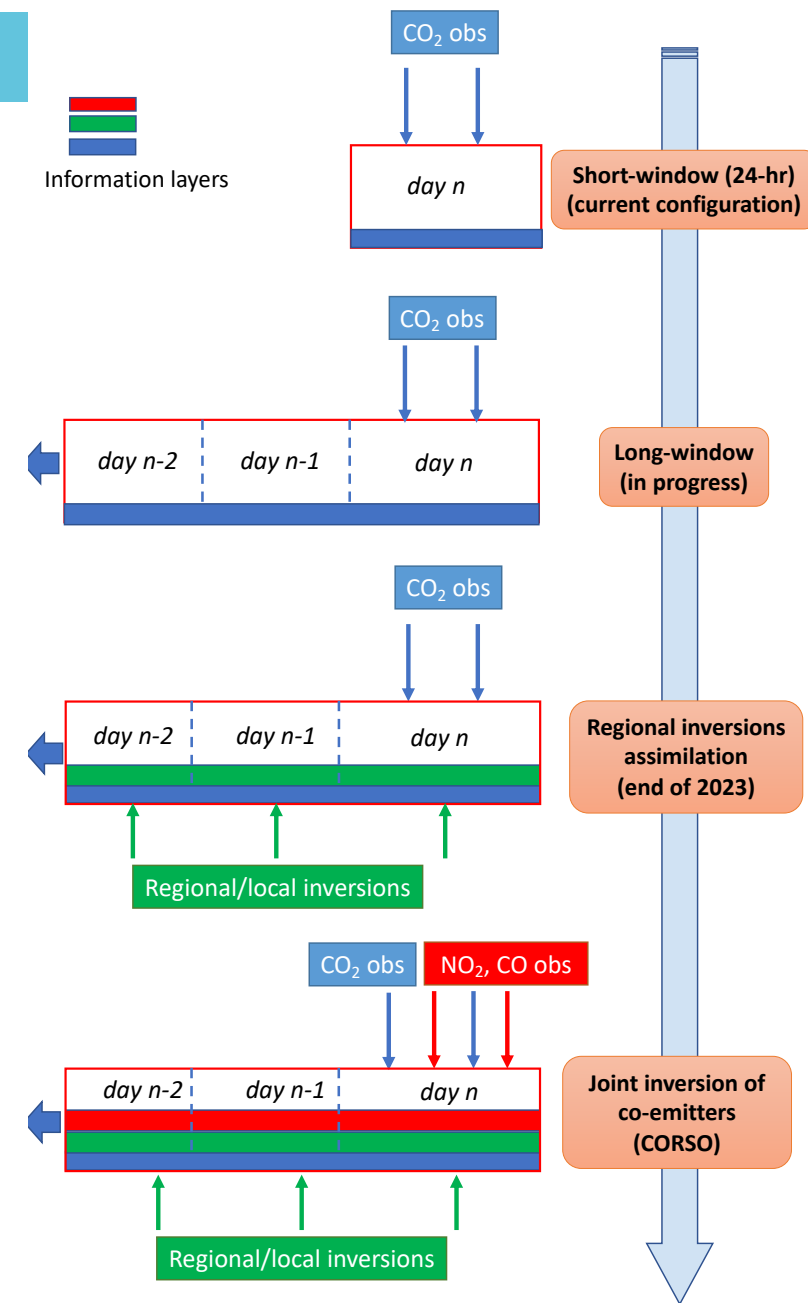 CO₂ obs
Information layers
day n
Short-window (24-hr)
(current configuration)
CO₂ obs
day n-2
day n-1
day n
Long-window
(in progress)
CO₂ obs
day n-2
day n-1
day n
Regional inversions
assimilation
(end of 2023)
Regional/local inversions
CO₂ obs
NO₂, CO obs
day n-2
day n-1
day n
Joint inversion of
co-emitters
(CORSO)
Regional/local inversions